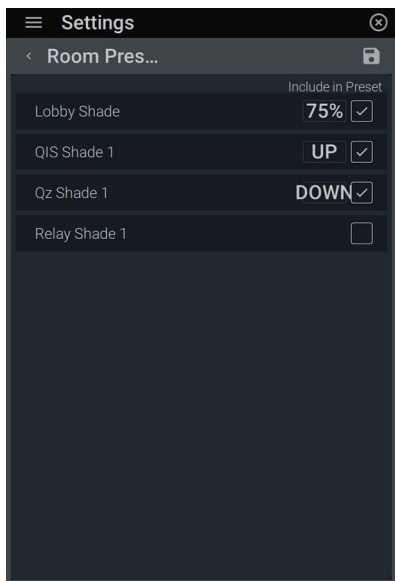 Settings
Room Pres...
Include in Preset
Lobby Shade 75%
QIS Shade 1 UP
Qz Shade 1 DOWN
Relay Shade 1